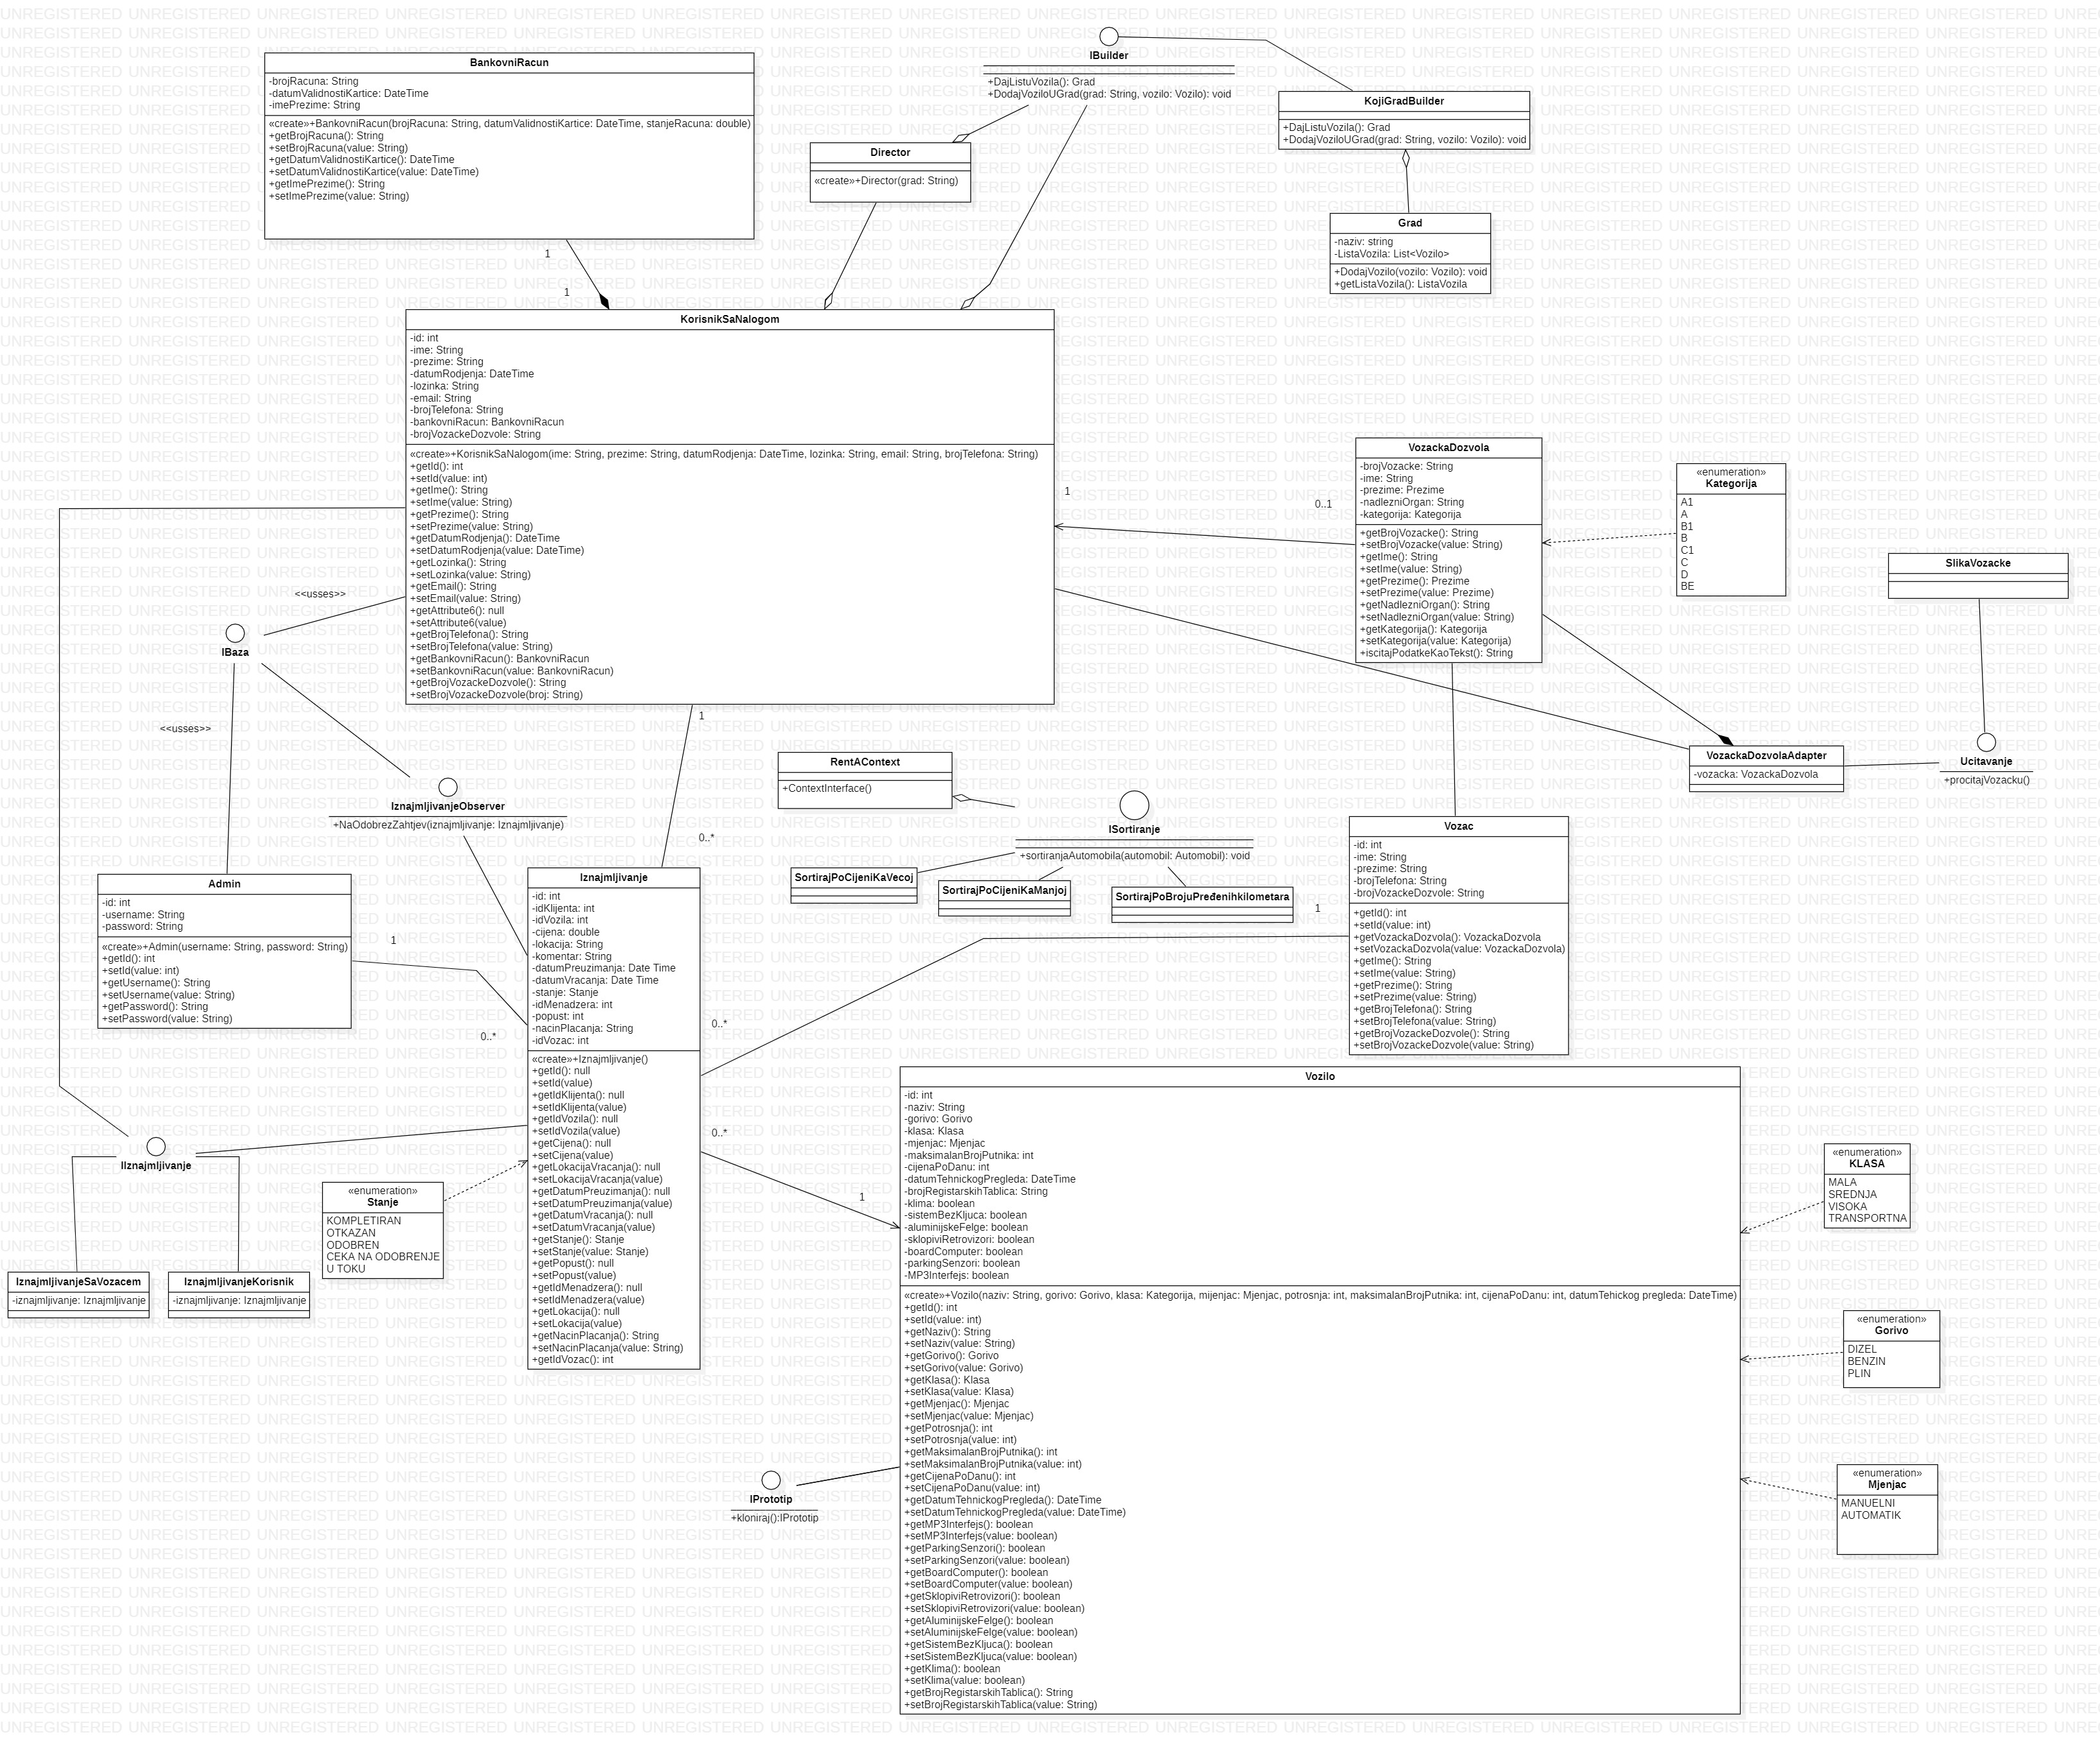 BankovniRacun
-brojRacuna: String
-datumValidnostiKartice: DateTime
-imePrezime: String
«create»+BankovniRacun(brojRacuna: String, datumValidnostiKartice: DateTime, stanjeRacuna: double)
+getBrojRacuna(): String
+setBrojRacuna(value: String)
+getDatumValidnostiKartice(): DateTime
+setDatumValidnostiKartice(value: DateTime)
+getImePrezime(): String
+setImePrezime(value: String)
IBuilder
+DajListuVozila(): Grad
+DodajVoziloUGrad(grad: String, vozilo: Vozilo): void
KojiGradBuilder
+DajListuVozila(): Grad
+DodajVoziloUGrad(grad: String, vozilo: Vozilo): void
Director
«create»+Director(grad: String)
Grad
-naziv: string
-ListaVozila: List<Vozilo>
+DodajVozilo(vozilo: Vozilo): void
+getListaVozila(): ListaVozila
1
1
KorisnikSaNalogom
-id: int
-ime: String
-prezime: String
-datumRodjenja: DateTime
-lozinka: String
-email: String
-brojTelefona: String
-bankovniRacun: BankovniRacun
-brojVozackeDozvole: String
«create»+KorisnikSaNalogom(ime: String, prezime: String, datumRodjenja: DateTime, lozinka: String, email: String, brojTelefona: String)
+getId(): int
+setId(value: int)
+getIme(): String
+setIme(value: String)
+getPrezime(): String
+setPrezime(value: String)
+getDatumRodjenja(): DateTime
+setDatumRodjenja(value: DateTime)
+getLozinka(): String
+setLozinka(value: String)
+getEmail(): String
+setEmail(value: String)
+getAttribute6(): null
+setAttribute6(value)
+getBrojTelefona(): String
+setBrojTelefona(value: String)
+getBankovniRacun(): BankovniRacun
+setBankovniRacun(value: BankovniRacun)
+getBrojVozackeDozvole(): String
+setBrojVozackeDozvole(broj: String)
1
0..1
VozackaDozvola
-brojVozacke: String
-ime: String
-prezime: Prezime
-nadlezniOrgan: String
-kategorija: Kategorija
+getBrojVozacke(): String
+setBrojVozacke(value: String)
+getIme(): String
+setIme(value: String)
+getPrezime(): Prezime
+setPrezime(value: Prezime)
+getNadlezniOrgan(): String
+setNadlezniOrgan(value: String)
+getKategorija(): Kategorija
+setKategorija(value: Kategorija)
+iscitajPodatkeKaoTekst(): String
«enumeration»
Kategorija
A1
A
B1
B
C1
C
D
BE
SlikaVozacke
<<usses>>
IBaza
<<usses>>
1
VozackaDozvolaAdapter
-vozacka: VozackaDozvola
Ucitavanje
+procitajVozacku()
IznajmljivanjeObserver
+NaOdobrezZahtjev(iznajmljivanje: Iznajmljivanje)
0..*
RentAContext
+ContextInterface()
ISortiranje
+sortiranjaAutomobila(automobil: Automobil): void
SortirajPoCijeniKaVecoj
SortirajPoCijeniKaManjoj
SortirajPoBrojuPređenihkilometara
1
Vozac
-id: int
-ime: String
-prezime: String
-brojTelefona: String
-brojVozackeDozvole: String
+getId(): int
+setId(value: int)
+getVozackaDozvola(): VozackaDozvola
+setVozackaDozvola(value: VozackaDozvola)
+getIme(): String
+setIme(value: String)
+getPrezime(): String
+setPrezime(value: String)
+getBrojTelefona(): String
+setBrojTelefona(value: String)
+getBrojVozackeDozvole(): String
+setBrojVozackeDozvole(value: String)
Admin
-id: int
-username: String
-password: String
«create»+Admin(username: String, password: String)
+getId(): int
+setId(value: int)
+getUsername(): String
+setUsername(value: String)
+getPassword(): String
+setPassword(value: String)
1
0..*
Iznajmljivanje
-id: int
-idKlijenta: int
-idVozila: int
-cijena: double
-lokacija: String
-komentar: String
-datumPreuzimanja: Date Time
-datumVracanja: Date Time
-stanje: Stanje
-idMenadzera: int
-popust: int
-nacinPlacanja: String
-idVozac: int
«create»+Iznajmljivanje()
+getId(): null
+setId(value)
+getIdKlijenta(): null
+setIdKlijenta(value)
+getIdVozila(): null
+setIdVozila(value)
+getCijena(): null
+setCijena(value)
+getLokacijaVracanja(): null
+setLokacijaVracanja(value)
+getDatumPreuzimanja(): null
+setDatumPreuzimanja(value)
+getDatumVracanja(): null
+setDatumVracanja(value)
+getStanje(): Stanje
+setStanje(value: Stanje)
+getPopust(): null
+setPopust(value)
+getIdMenadzera(): null
+setIdMenadzera(value)
+getLokacija(): null
+setLokacija(value)
+getNacinPlacanja(): String
+setNacinPlacanja(value: String)
+getIdVozac(): int
0..*
0..*
1
IIznajmljivanje
«enumeration»
Stanje
KOMPLETIRAN
OTKAZAN
ODOBREN
CEKA NA ODOBRENJE
U TOKU
IznajmljivanjeSaVozacem
-iznajmljivanje: Iznajmljivanje
IznajmljivanjeKorisnik
-iznajmljivanje: Iznajmljivanje
Vozilo
-id: int
-naziv: String
-gorivo: Gorivo
-klasa: Klasa
-mjenjac: Mjenjac
-maksimalanBrojPutnika: int
-cijenaPoDanu: int
-datumTehnickogPregleda: DateTime
-brojRegistarskihTablica: String
-klima: boolean
-sistemBezKljuca: boolean
-aluminijskeFelge: boolean
-sklopiviRetrovizori: boolean
-boardComputer: boolean
-parkingSenzori: boolean
-MP3Interfejs: boolean
«create»+Vozilo(naziv: String, gorivo: Gorivo, klasa: Kategorija, mijenjac: Mjenjac, potrosnja: int, maksimalanBrojPutnika: int, cijenaPoDanu: int, datumTehickog pregleda: DateTime)
+getId(): int
+setId(value: int)
+getNaziv(): String
+setNaziv(value: String)
+getGorivo(): Gorivo
+setGorivo(value: Gorivo)
+getKlasa(): Klasa
+setKlasa(value: Klasa)
+getMjenjac(): Mjenjac
+setMjenjac(value: Mjenjac)
+getPotrosnja(): int
+setPotrosnja(value: int)
+getMaksimalanBrojPutnika(): int
+setMaksimalanBrojPutnika(value: int)
+getCijenaPoDanu(): int
+setCijenaPoDanu(value: int)
+getDatumTehnickogPregleda(): DateTime
+setDatumTehnickogPregleda(value: DateTime)
+getMP3Interfejs(): boolean
+setMP3Interfejs(value: boolean)
+getParkingSenzori(): boolean
+setParkingSenzori(value: boolean)
+getBoardComputer(): boolean
+setBoardComputer(value: boolean)
+getSklopiviRetrovizori(): boolean
+setSklopiviRetrovizori(value: boolean)
+getAluminijskeFelge(): boolean
+setAluminijskeFelge(value: boolean)
+getSistemBezKljuca(): boolean
+setSistemBezKljuca(value: boolean)
+getKlima(): boolean
+setKlima(value: boolean)
+getBrojRegistarskihTablica(): String
+setBrojRegistarskihTablica(value: String)
«enumeration»
KLASA
MALA
SREDNJA
VISOKA
TRANSPORTNA
«enumeration»
Gorivo
DIZEL
BENZIN
PLIN
«enumeration»
Mjenjac
MANUELNI
AUTOMATIK
IPrototip
+kloniraj():IPrototip